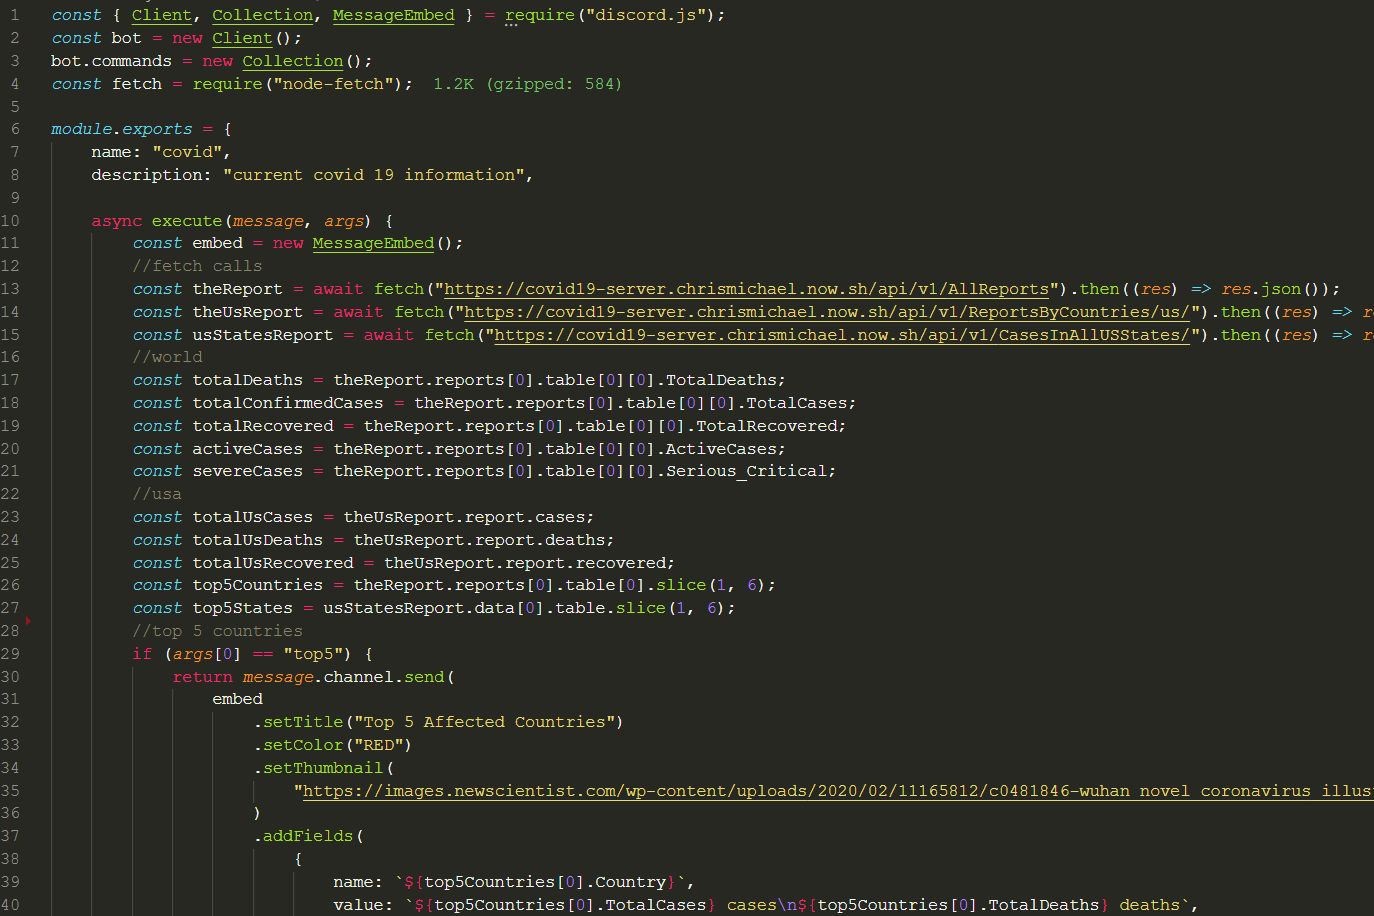 1 const { Client, Collection, MessageEmbed } = require("discord.js");
2 const bot = new Client();
3 bot.commands = new Collection();
4 const fetch = require("node-fetch"); 1.2K (gzipped: 584)
5
6 module.exports = {
7 name: "covid",
8 description: "current covid 19 information",
9
10 async execute(message, args) {
11 const embed = new MessageEmbed();
12 //fetch calls
13 const theReport = await fetch("https://covid19-server.chrismichael.now.sh/api/v1/AllReports").then((res) => res.json());
14 const theUsReport = await fetch("https://covid19-server.chrismichael.now.sh/api/v1/ReportsByCountries/us/").then((res) =>
15 const usStatesReport = await fetch("https://covid19-server.chrismichael.now.sh/api/v1/CasesInAllUSStates/").then((res) =>
16 //world
17 const totalDeaths = theReport.reports[0].table[0][0].TotalDeaths;
18 const totalConfirmedCases = theReport.reports[0].table[0][0].TotalCases;
19 const totalRecovered = theReport.reports[0].table[0][0].TotalRecovered;
20 const activeCases = theReport.reports[0].table[0][0].ActiveCases;
21 const severeCases = theReport.reports[0].table[0][0].Serious_Critical;
22 //usa
23 const totalUsCases = theUsReport.report.cases;
24 const totalUsDeaths = theUsReport.report.deaths;
25 const totalUsRecovered = theUsReport.report.recovered;
26 const top5Countries = theReport.reports[0].table[0].slice(1, 6);
27 const top5States = usStatesReport.data[0].table.slice(1, 6);
28 //top 5 countries
29 if (args[0] == "top5") {
30 return message.channel.send(
31 embed
32 .setTitle("Top 5 Affected Countries")
33 .setColor("RED")
34 .setThumbnail(
35 "https://images.newscientist.com/wp-content/uploads/2020/02/11165812/c0481846-wuhan_novel_coronavirus_illus
36 )
37 .addFields(
38 {
39 name: `${top5Countries[0].Country}`,
40 value: `${top5Countries[0].TotalCases} cases\n${top5Countries[0].TotalDeaths} deaths`,